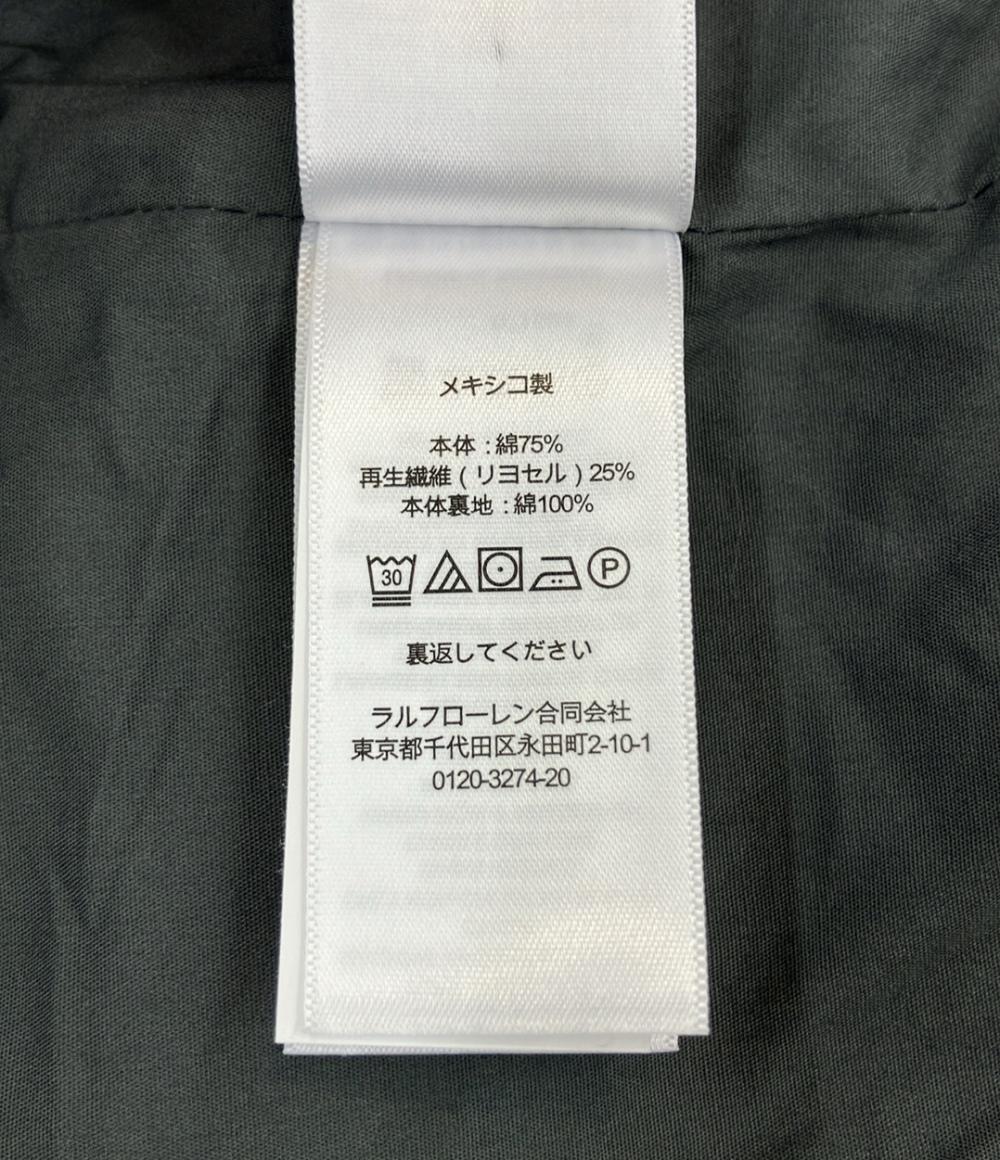 メキシコ製
本体 : 綿75%
再生繊維 ( リヨセル ) 25%
本体裏地 : 綿100%
30
P
裏返してください
ラルフローレン合同会社
東京都千代田区永田町2-10-1
0120-3274-20